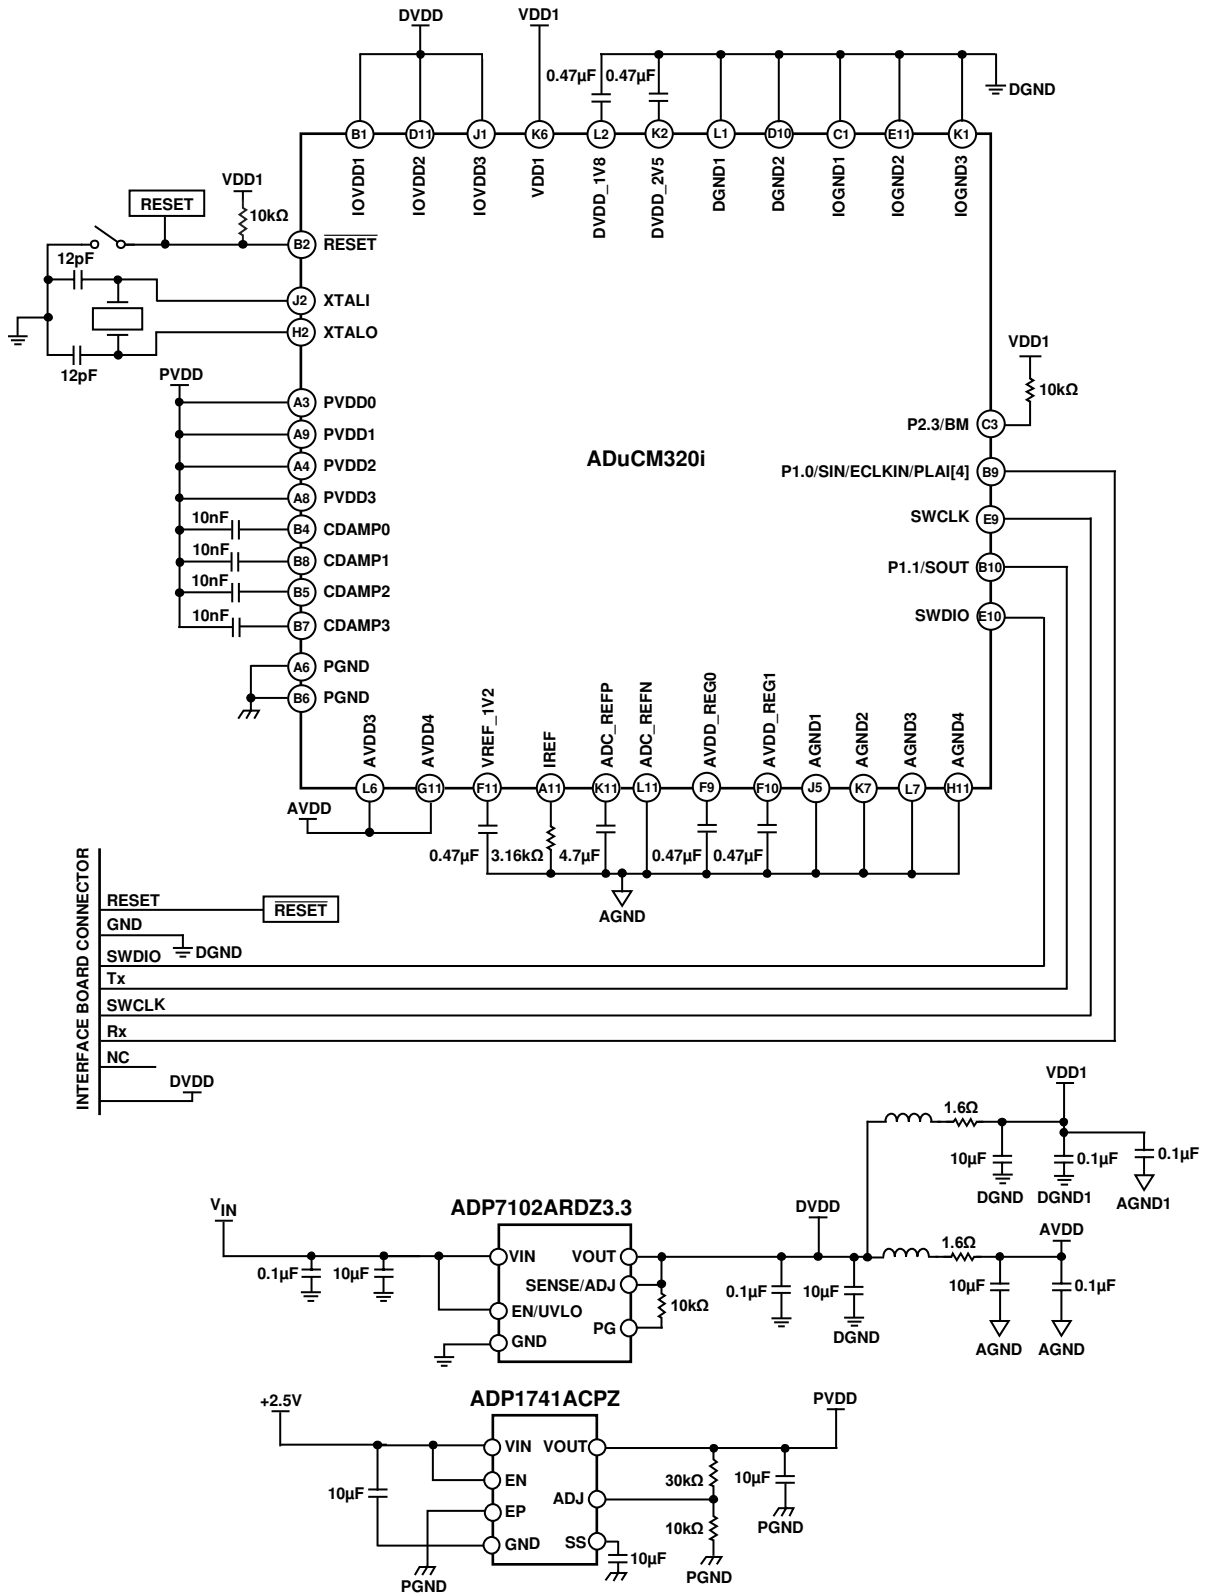 DVDD
VDD1
0.47µF
0.47µF
DGND
B1
D11
J1
K6
L2
K2
L1
D10
C1
E11
K1
IOVDD1
IOVDD2
IOVDD3
VDD1
DVDD_1V8
DVDD_2V5
DGND1
DGND2
IOGND1
IOGND2
IOGND3
VDD1
RESET
10kΩ
B2
RESET
12pF
J2
XTALI
H2
XTALO
12pF
PVDD
A3
PVDD0
A9
PVDD1
A4
PVDD2
A8
PVDD3
10nF
B4
CDAMP0
10nF
B8
CDAMP1
10nF
B5
CDAMP2
10nF
B7
CDAMP3
A6
PGND
B6
PGND
ADuCM320i
VDD1
10kΩ
P2.3/BM
C3
P1.0/SIN/ECLKIN/PLAI[4]
B9
SWCLK
E9
P1.1/SOUT
B10
SWDIO
E10
AVDD3
AVDD4
VREF_1V2
IREF
ADC_REFP
ADC_REFN
AVDD_REG0
AVDD_REG1
AGND1
AGND2
AGND3
AGND4
L6
G11
F11
A11
K11
L11
F9
F10
J5
K7
L7
H11
AVDD
0.47µF
3.16kΩ
4.7µF
0.47µF
0.47µF
AGND
INTERFACE BOARD CONNECTOR
RESET
RESET
GND
DGND
SWDIO
Tx
SWCLK
Rx
NC
DVDD
VDD1
1.6Ω
10µF
0.1µF
0.1µF
DGND
DGND1
AGND1
ADP7102ARDZ3.3
VIN
DVDD
AVDD
VIN
VOUT
1.6Ω
0.1µF
10µF
SENSE/ADJ
10kΩ
0.1µF
10µF
10µF
0.1µF
EN/UVLO
PG
DGND
GND
AGND
AGND
ADP1741ACPZ
+2.5V
PVDD
VIN
VOUT
EN
30kΩ
10µF
10µF
ADJ
EP
PGND
10kΩ
GND
SS
10µF
PGND
PGND